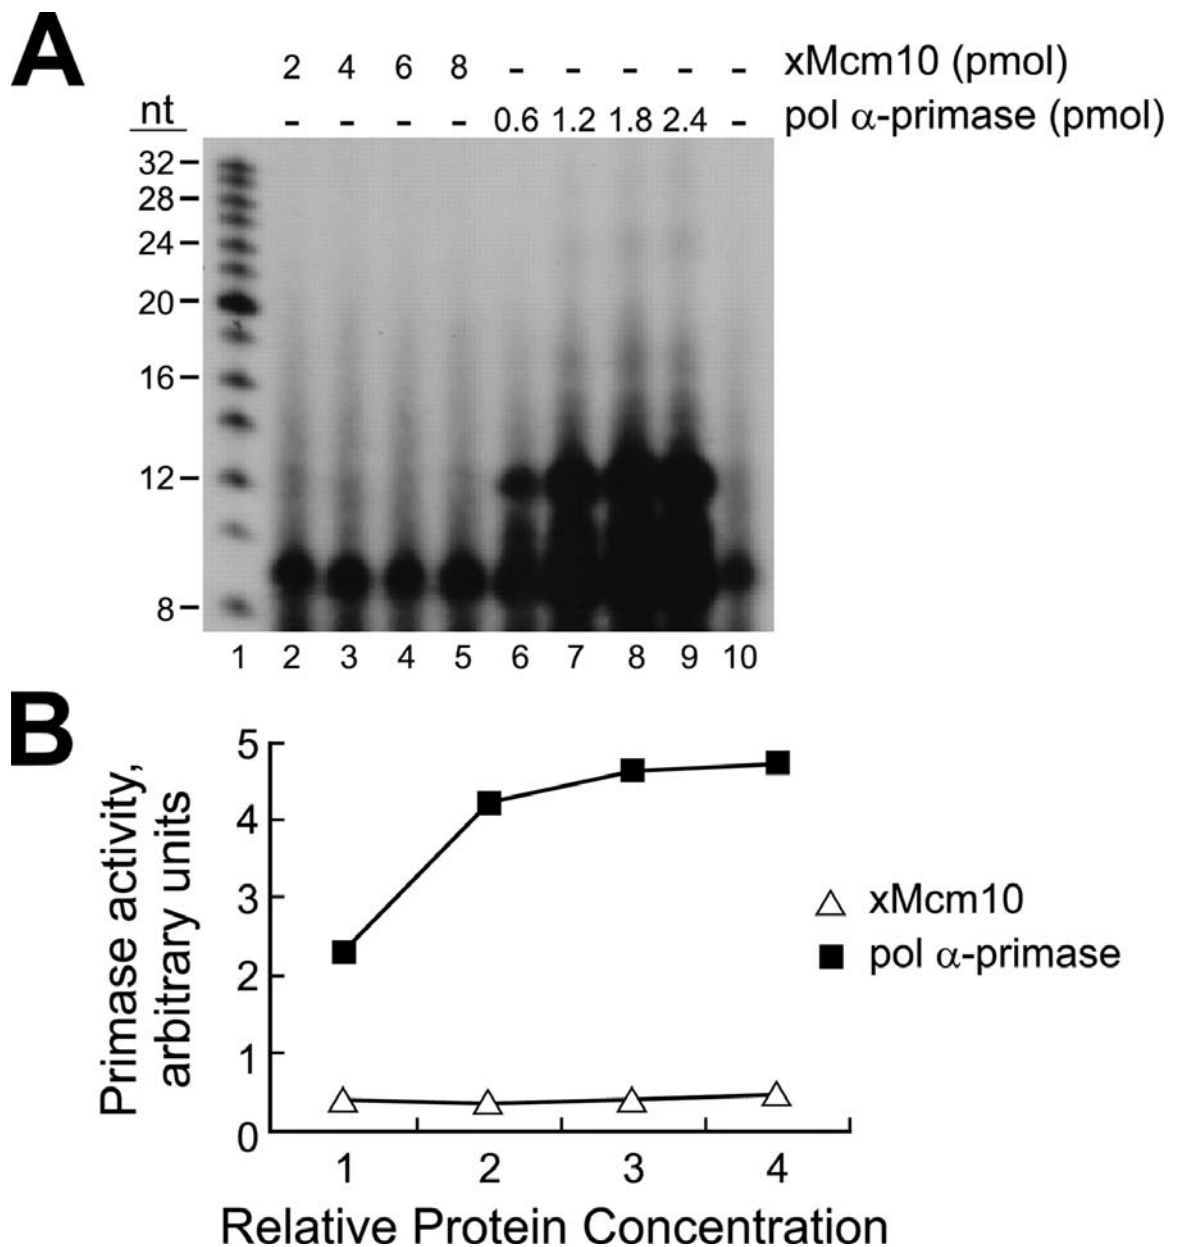 A
2 4 6 8 - - - - - xMcm10 (pmol)
nt - - - - 0.6 1.2 1.8 2.4 - pol α-primase (pmol)
32
28
24
20
16
12
8
1 2 3 4 5 6 7 8 9 10
B
Primase activity,
arbitrary units
5
4
3
2
1
0
xMcm10
pol α-primase
1 2 3 4
Relative Protein Concentration